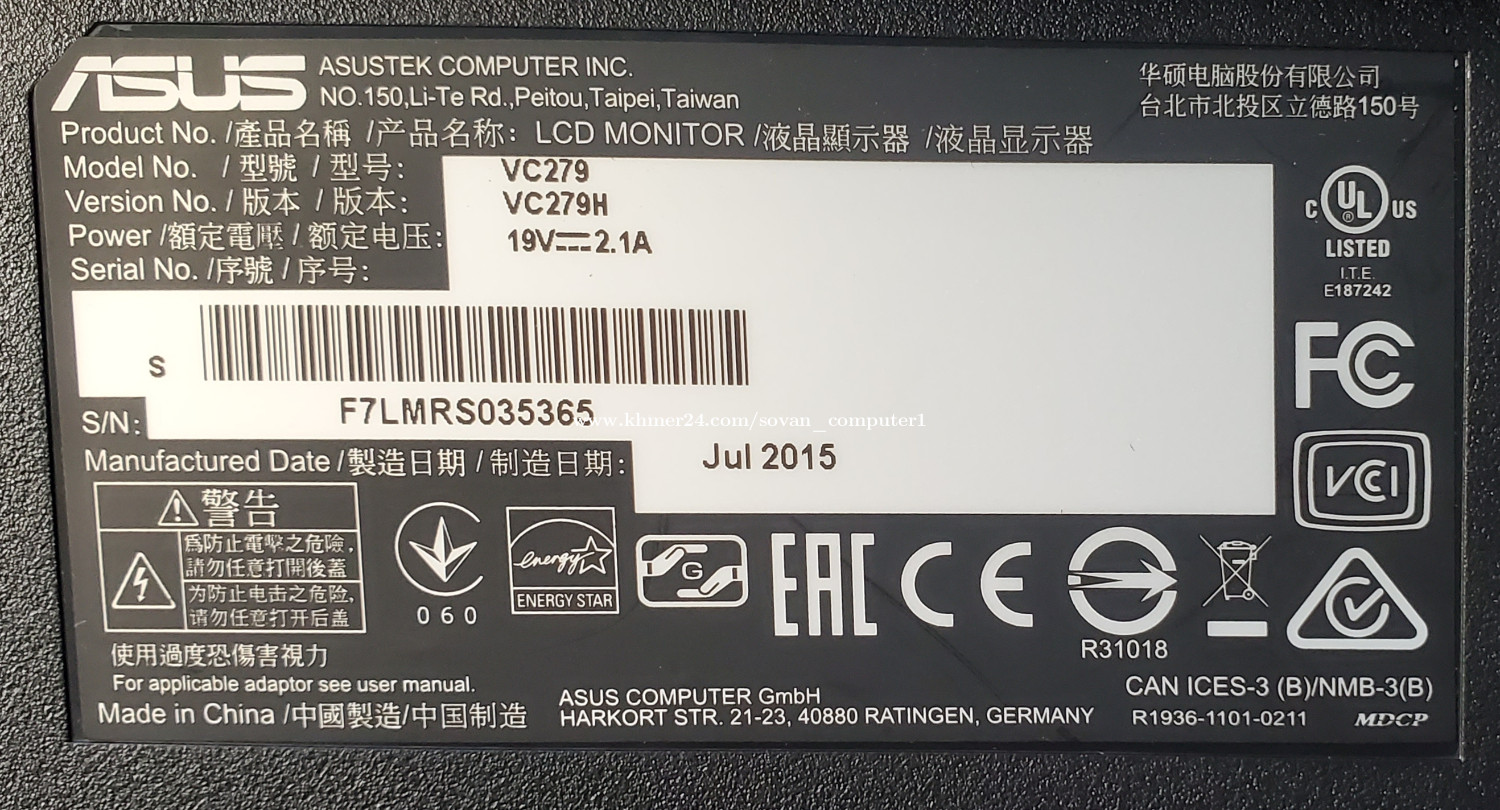 ASUS
ASUSTEK COMPUTER INC.
NO.150,Li-Te Rd.,Peitou,Taipei,Taiwan
华硕电脑股份有限公司
台北市北投区立德路150号
Product No. /產品名稱 /产品名称: LCD MONITOR /液晶顯示器 /液晶显示器
Model No. / 型號 / 型号: VC279
Version No. / 版本 / 版本: VC279H
Power /額定電壓 / 额定电压: 19V⎓2.1A
Serial No. /序號 / 序号:
S
S/N: F7LMRS035365
www.khmer24.com/sovan_computer1
Manufactured Date /製造日期 / 制造日期: Jul 2015
C UL ® US
LISTED
I.T.E.
E187242
FC
VCCI
警告
為防止電擊之危險,
請勿任意打開後蓋
为防止电击之危险,
请勿任意打开后盖
060
energy
ENERGY STAR
G
EAC
CE
R31018
使用過度恐傷害視力
For applicable adaptor see user manual.
Made in China /中國製造/中国制造
ASUS COMPUTER GmbH
HARKORT STR. 21-23, 40880 RATINGEN, GERMANY
CAN ICES-3 (B)/NMB-3(B)
R1936-1101-0211 MDCP